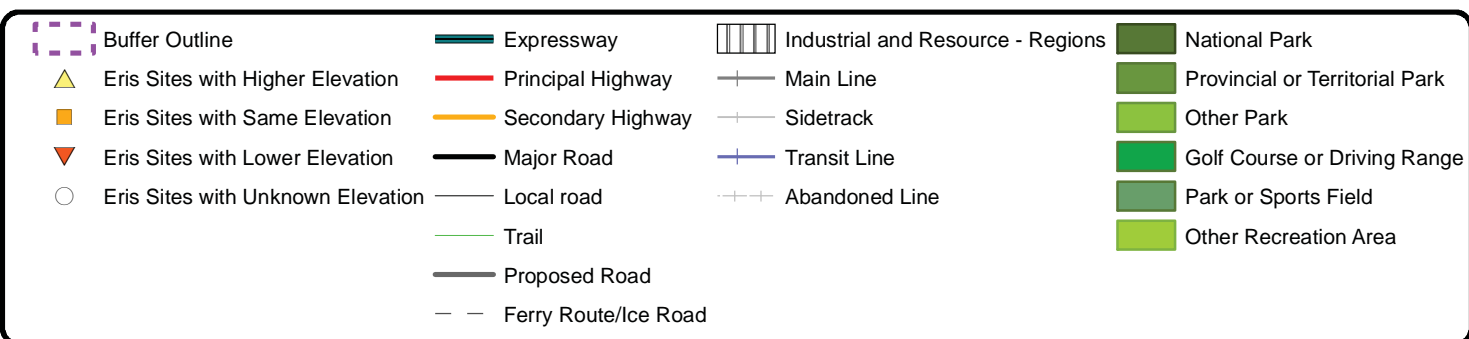 Buffer Outline
Eris Sites with Higher Elevation
Eris Sites with Same Elevation
Eris Sites with Lower Elevation
Eris Sites with Unknown Elevation
Expressway
Principal Highway
Secondary Highway
Major Road
Local road
Trail
Proposed Road
Ferry Route/Ice Road
Industrial and Resource - Regions
Main Line
Sidetrack
Transit Line
Abandoned Line
National Park
Provincial or Territorial Park
Other Park
Golf Course or Driving Range
Park or Sports Field
Other Recreation Area